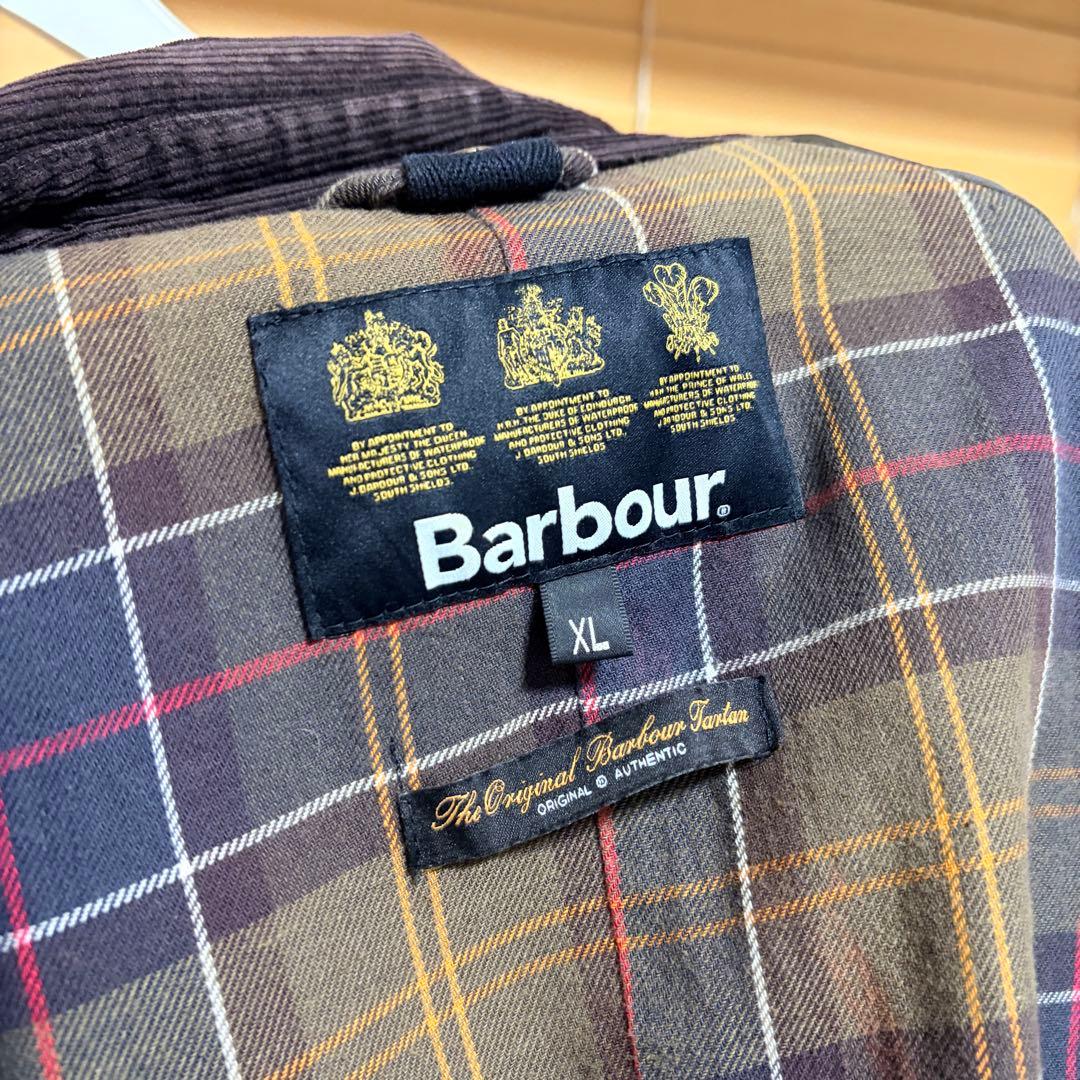 BY APPOINTMENT TO
HER MAJESTY THE QUEEN
MANUFACTURERS OF WATERPROOF
AND PROTECTIVE CLOTHING
J. BARBOUR & SONS LTD.
SOUTH SHIELDS.
BY APPOINTMENT TO
H.R.H. THE DUKE OF EDINBURGH
MANUFACTURERS OF WATERPROOF
AND PROTECTIVE CLOTHING
J. BARBOUR & SONS LTD.
SOUTH SHIELDS
BY APPOINTMENT TO
H.R.H THE PRINCE OF WALES
MANUFACTURERS OF WATERPROOF
AND PROTECTIVE CLOTHING
J. BARBOUR & SONS LTD.
SOUTH SHIELDS
Barbour®
XL
The Original Barbour Tartan
ORIGINAL ® AUTHENTIC